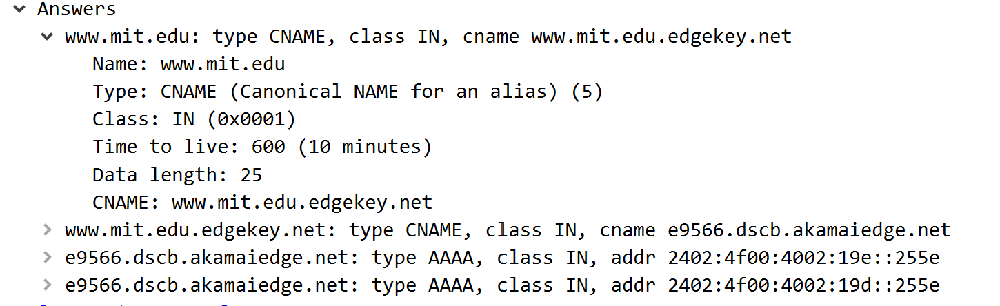 Answers
www.mit.edu: type CNAME, class IN, cname www.mit.edu.edgekey.net
Name: www.mit.edu
Type: CNAME (Canonical NAME for an alias) (5)
Class: IN (0x0001)
Time to live: 600 (10 minutes)
Data length: 25
CNAME: www.mit.edu.edgekey.net
www.mit.edu.edgekey.net: type CNAME, class IN, cname e9566.dscb.akamaiedge.net
e9566.dscb.akamaiedge.net: type AAAA, class IN, addr 2402:4f00:4002:19e::255e
e9566.dscb.akamaiedge.net: type AAAA, class IN, addr 2402:4f00:4002:19d::255e